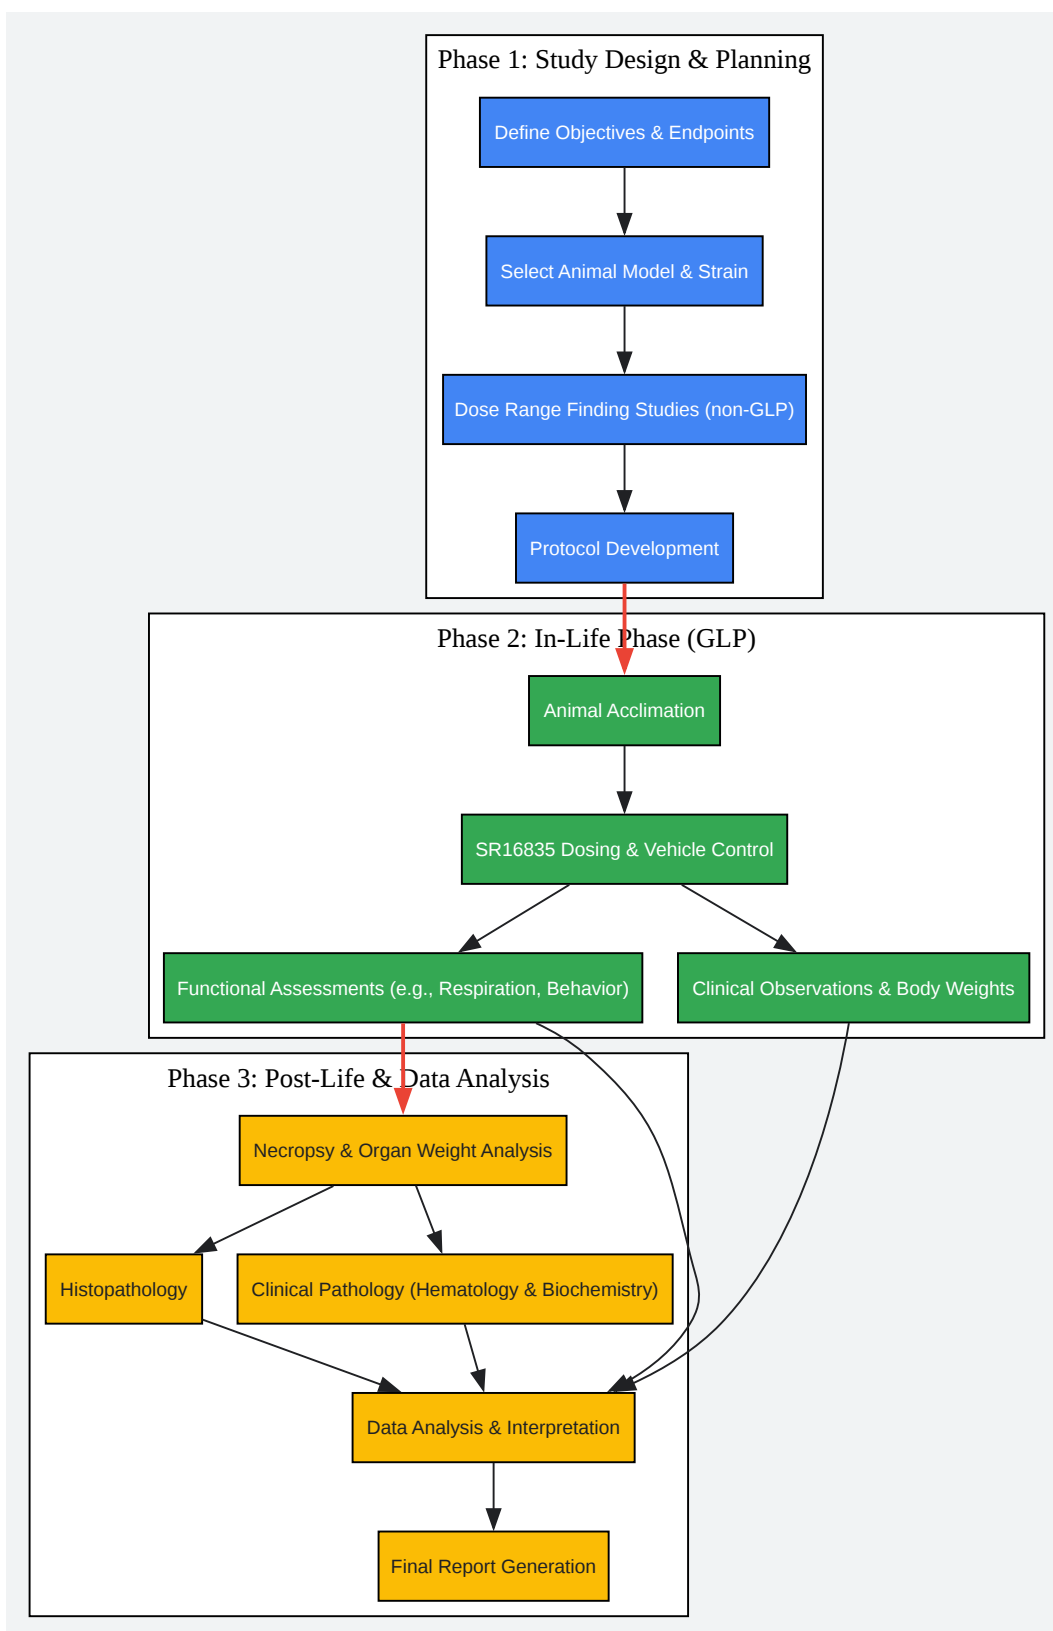 Phase 1: Study Design & Planning
Define Objectives & Endpoints
Select Animal Model & Strain
Dose Range Finding Studies (non-GLP)
Protocol Development
Phase 2: In-Life Phase (GLP)
Animal Acclimation
SR16835 Dosing & Vehicle Control
Functional Assessments (e.g., Respiration, Behavior)
Clinical Observations & Body Weights
Phase 3: Post-Life & Data Analysis
Necropsy & Organ Weight Analysis
Histopathology
Clinical Pathology (Hematology & Biochemistry)
Data Analysis & Interpretation
Final Report Generation